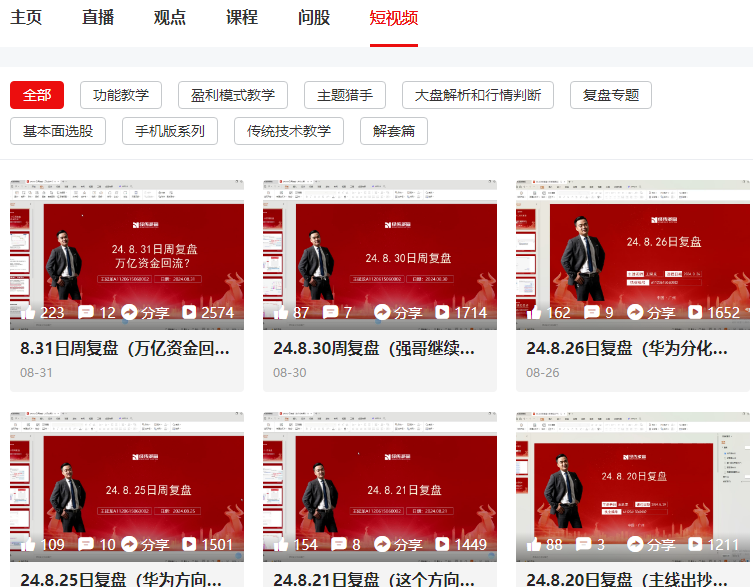 主页 直播 观点 课程 问股 短视频
全部 功能教学 盈利模式教学 主题猎手 大盘解析和行情判断 复盘专题
基本面选股 手机版系列 传统技术教学 解套篇
24.8.31日周复盘
万亿资金回流?
223 12 分享 2574
8.31日周复盘（万亿资金回...
08-31
24.8.30日周复盘
87 7 分享 1714
24.8.30周复盘（强哥继续...
08-30
24.8.26日复盘
162 9 分享 1652
24.8.26日复盘（华为分化...
08-26
24.8.25日周复盘
109 10 分享 1501
24.8.25日复盘（华为方向...
24.8.21日复盘
154 8 分享 1449
24.8.21日复盘（这个方向...
24.8.20日复盘
88 3 分享 1211
24.8.20日复盘（主线出抄...